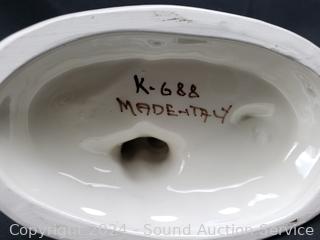 K-688
MADE ITALY
Copyright 2024 - Sound Auction Service